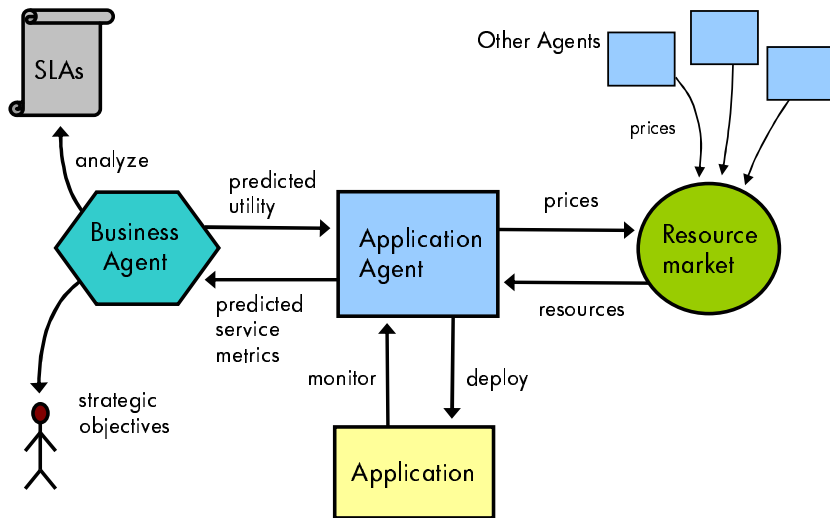 Other Agents
SLAs
prices
analyze
predicted
utility
prices
Business
Agent
Application
Agent
Resource
market
predicted
service
metrics
resources
monitor
deploy
strategic
objectives
Application